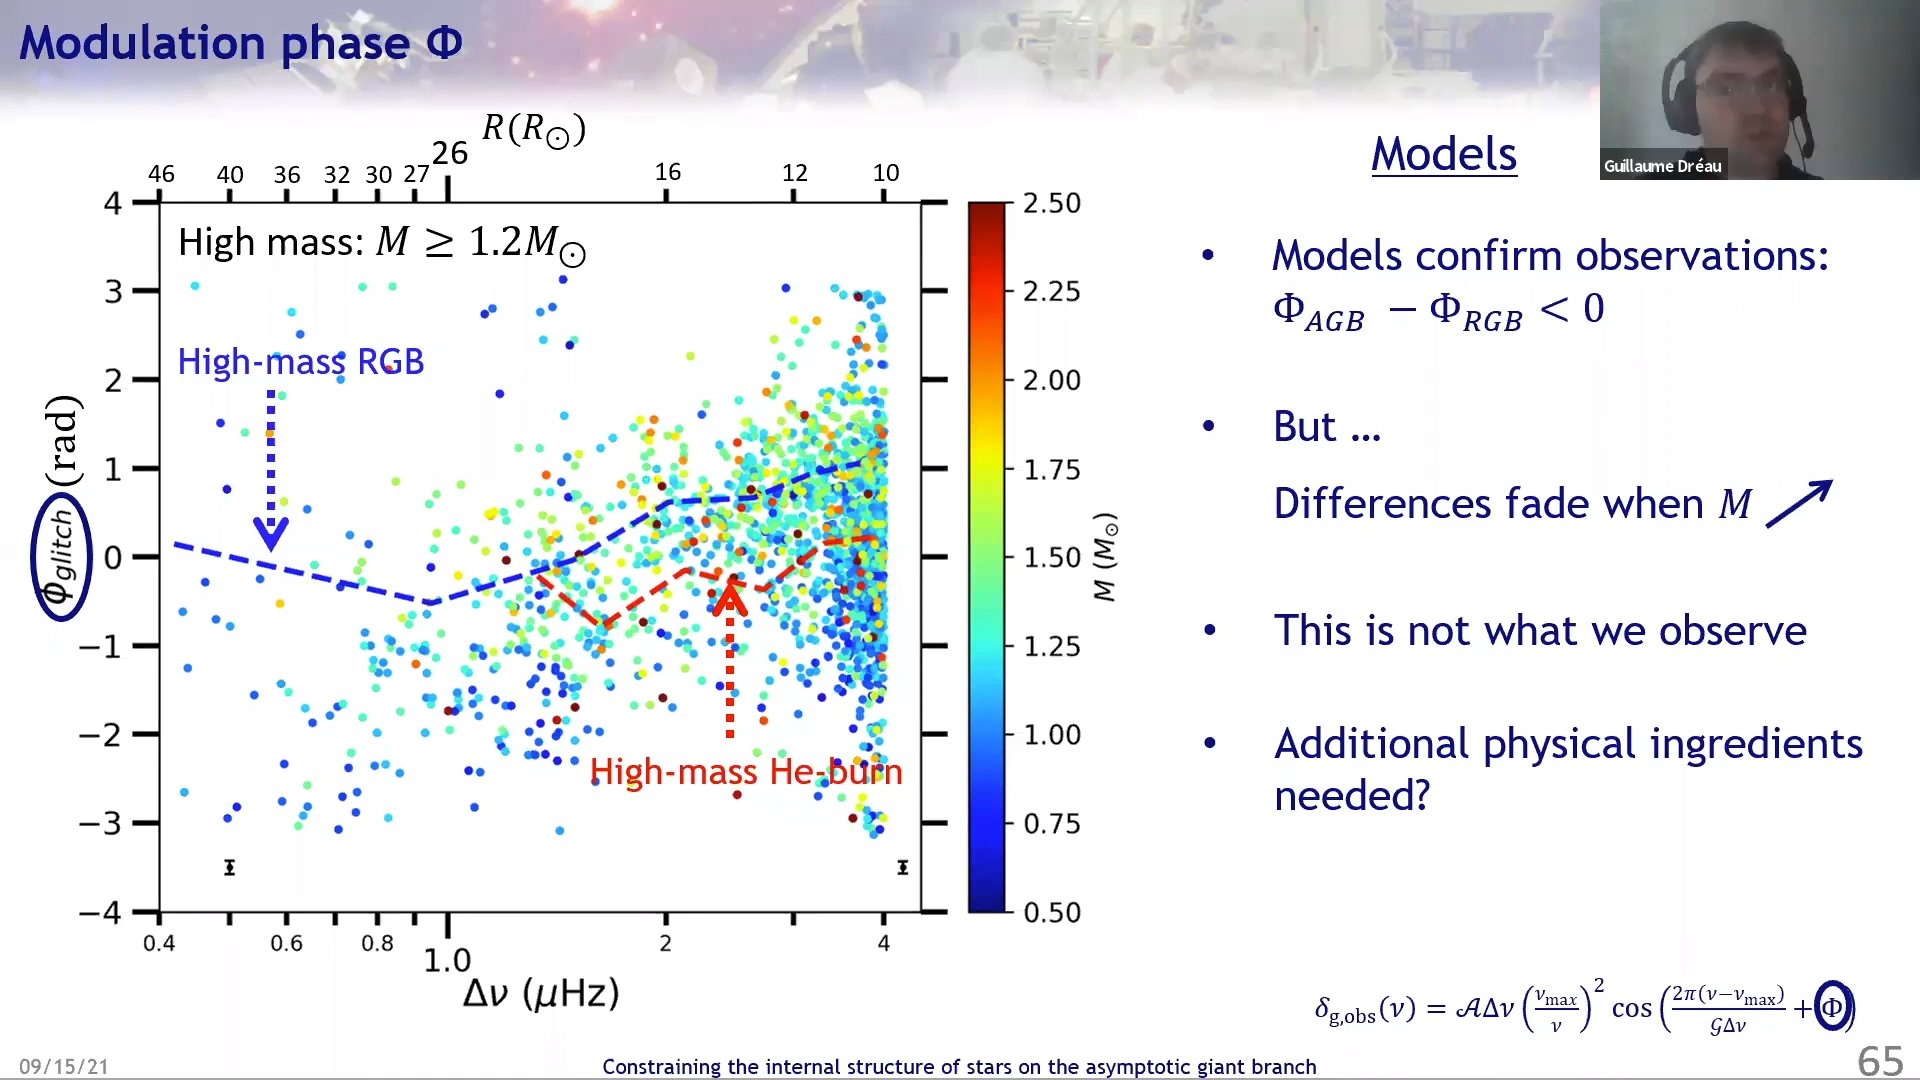 Modulation phase Φ
Guillaume Dréau
R(R⊙)
46 40 36 32 30 27 26 16 12 10
High mass: M ≥ 1.2M⊙
High-mass RGB
High-mass He-burn
ϕglitch (rad)
4
3
2
1
0
−1
−2
−3
−4
0.4 0.6 0.8 1.0 2 4
Δν (μHz)
2.50
2.25
2.00
1.75
1.50
1.25
1.00
0.75
0.50
M (M⊙)
Models
• Models confirm observations:
Φ_AGB − Φ_RGB < 0
• But ...
Differences fade when M
• This is not what we observe
• Additional physical ingredients
needed?
δg,obs(ν) = 𝒜Δν (νmax/ν)² cos (2π(ν−νmax)/𝒢Δν + Φ)
09/15/21
Constraining the internal structure of stars on the asymptotic giant branch
65